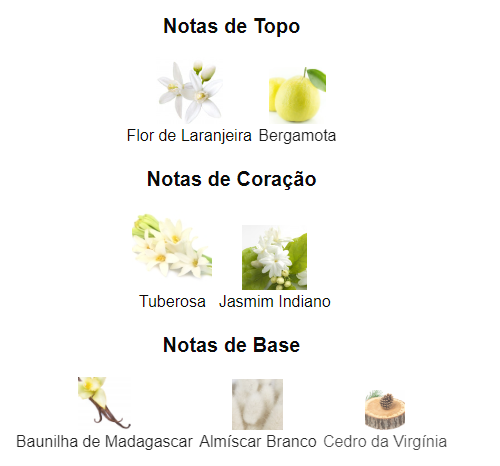 Notas de Topo
Flor de Laranjeira Bergamota
Notas de Coração
Tuberosa Jasmim Indiano
Notas de Base
Baunilha de Madagascar Almíscar Branco Cedro da Virgínia